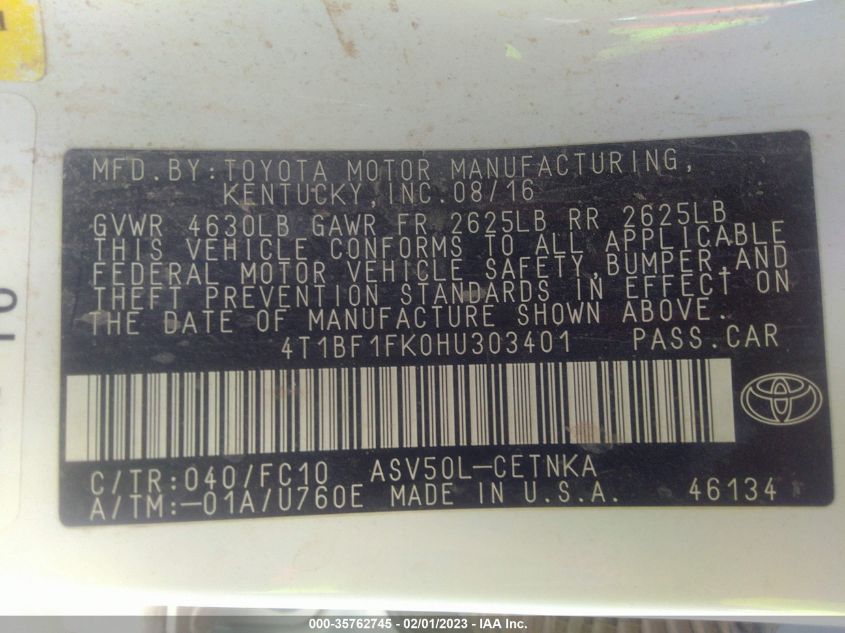 MFD.BY:TOYOTA MOTOR MANUFACTURING,
KENTUCKY,INC.08/16
GVWR 4630LB GAWR FR 2625LB RR 2625LB
THIS VEHICLE CONFORMS TO ALL APPLICABLE
FEDERAL MOTOR VEHICLE SAFETY,BUMPER,AND
THEFT PREVENTION STANDARDS IN EFFECT ON
THE DATE OF MANUFACTURE SHOWN ABOVE.
4T1BF1FK0HU303401 PASS.CAR
C/TR:040/FC10 ASV50L-CETNKA
A/TM:-01A/U760E MADE IN U.S.A. 46134
000-35762745 - 02/01/2023 - IAA Inc.